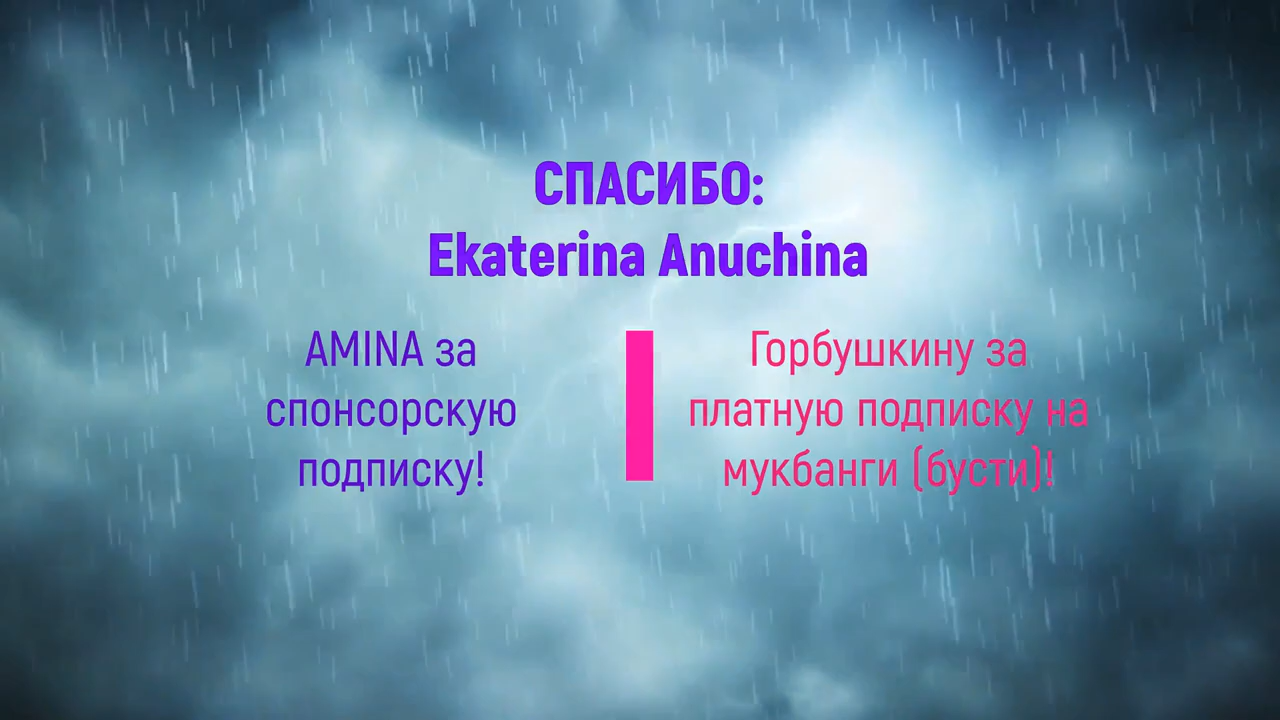 СПАСИБО:
Ekaterina Anuchina
AMINA за
спонсорскую
подписку!
Горбушкину за
платную подписку на
мукбанги (бусти)!